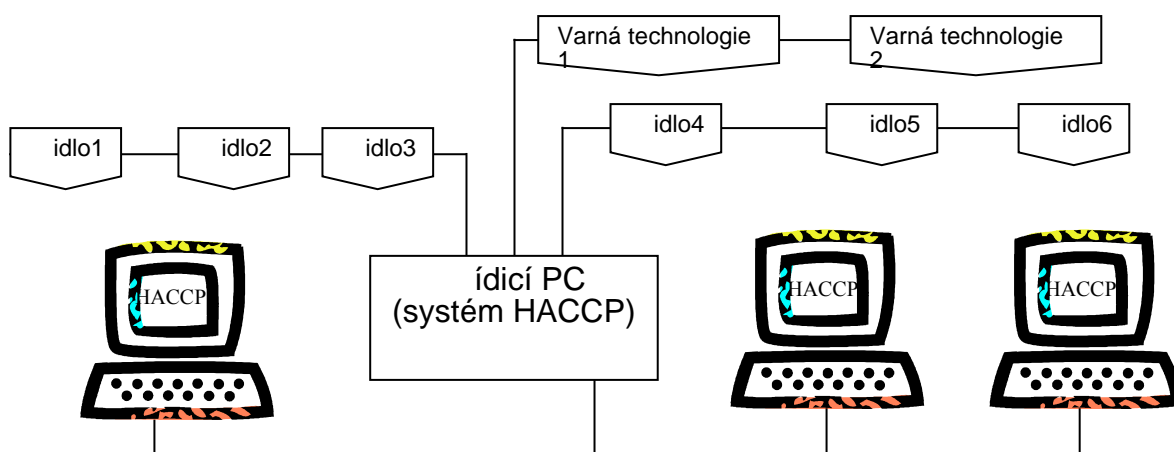 Varná technologie
1
Varná technologie
2
idlo1
idlo2
idlo3
idlo4
idlo5
idlo6
ídicí PC
(systém HACCP)
HACCP
HACCP
HACCP